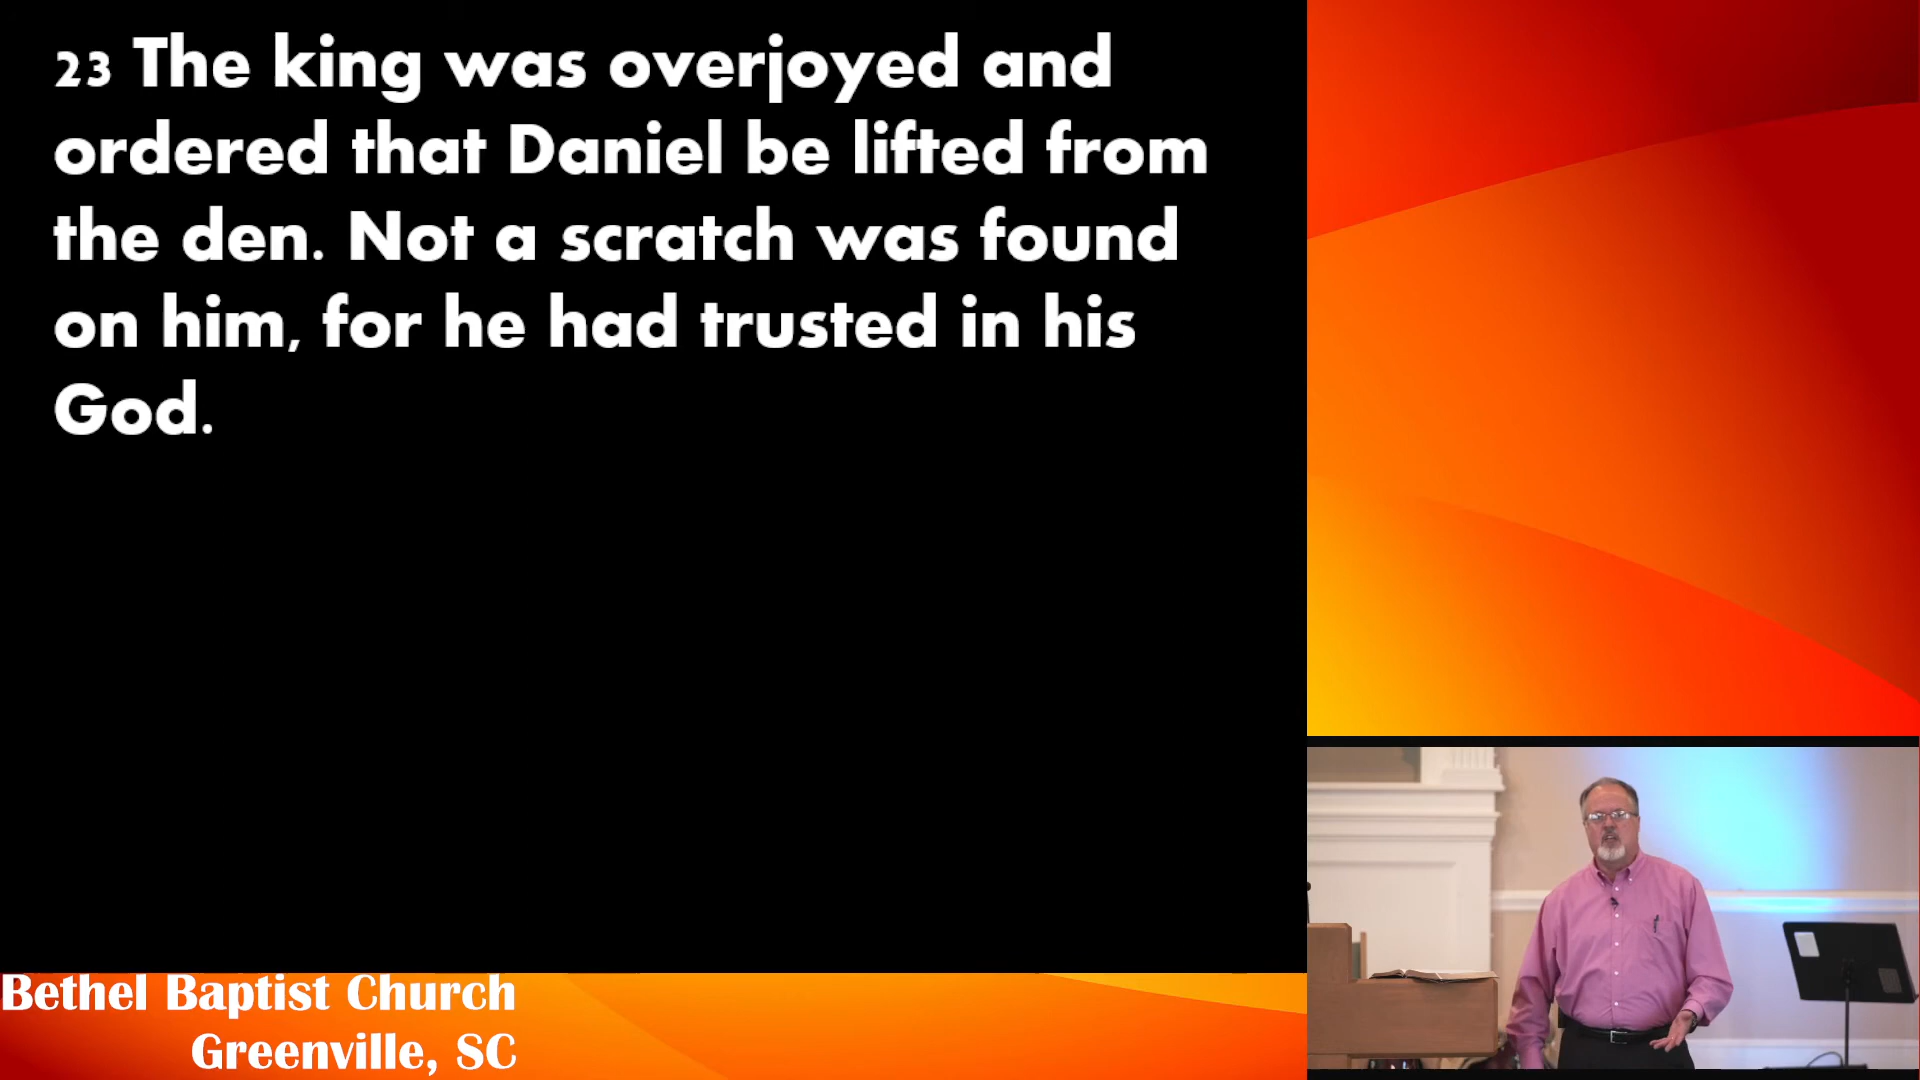 23 The king was overjoyed and
ordered that Daniel be lifted from
the den. Not a scratch was found
on him, for he had trusted in his
God.
Bethel Baptist Church
Greenville, SC